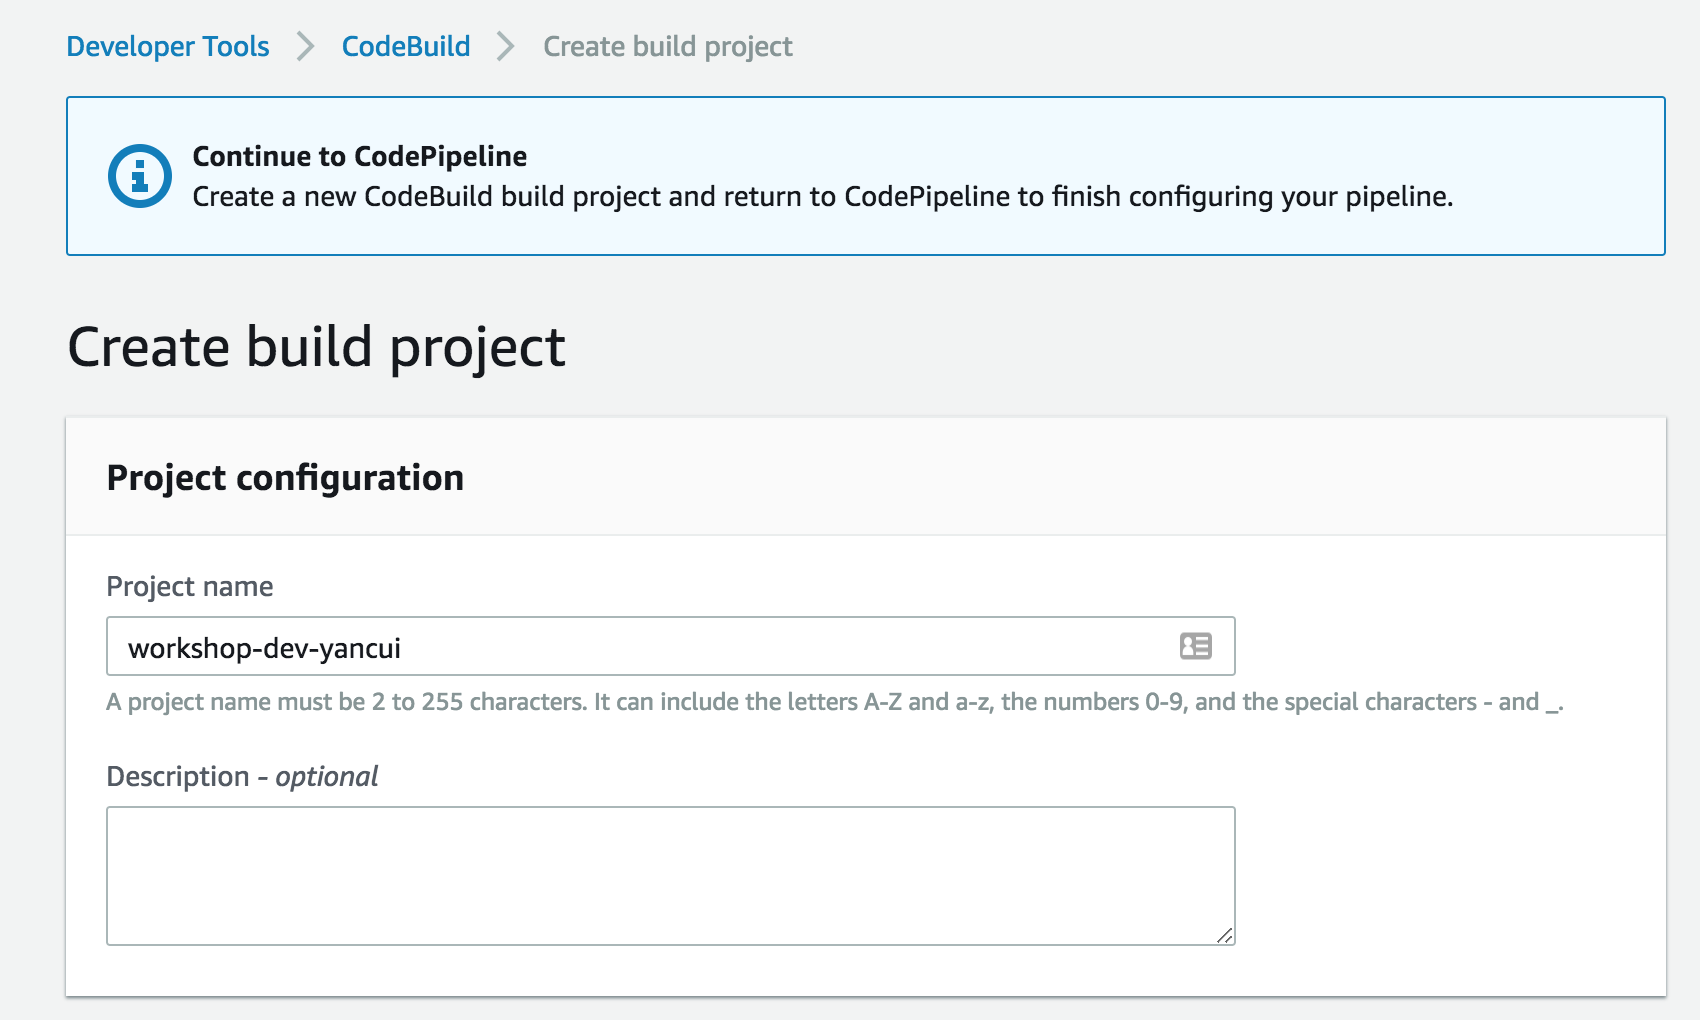 Developer Tools > CodeBuild > Create build project
Continue to CodePipeline
Create a new CodeBuild build project and return to CodePipeline to finish configuring your pipeline.
Create build project
Project configuration
Project name
workshop-dev-yancui
A project name must be 2 to 255 characters. It can include the letters A-Z and a-z, the numbers 0-9, and the special characters - and _.
Description - optional